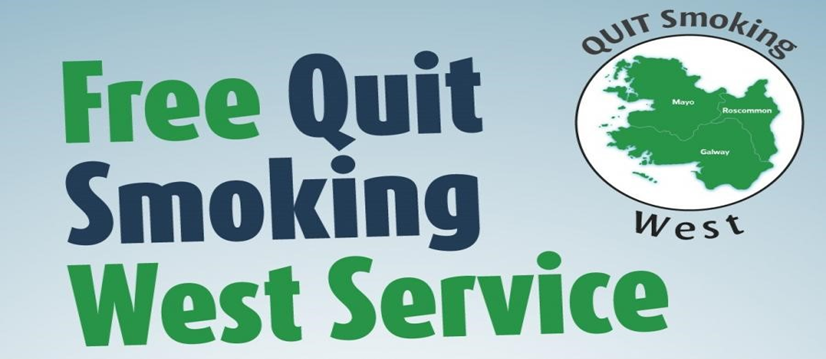 Free Quit
Smoking
West Service
QUIT Smoking
Mayo
Roscommon
Galway
West